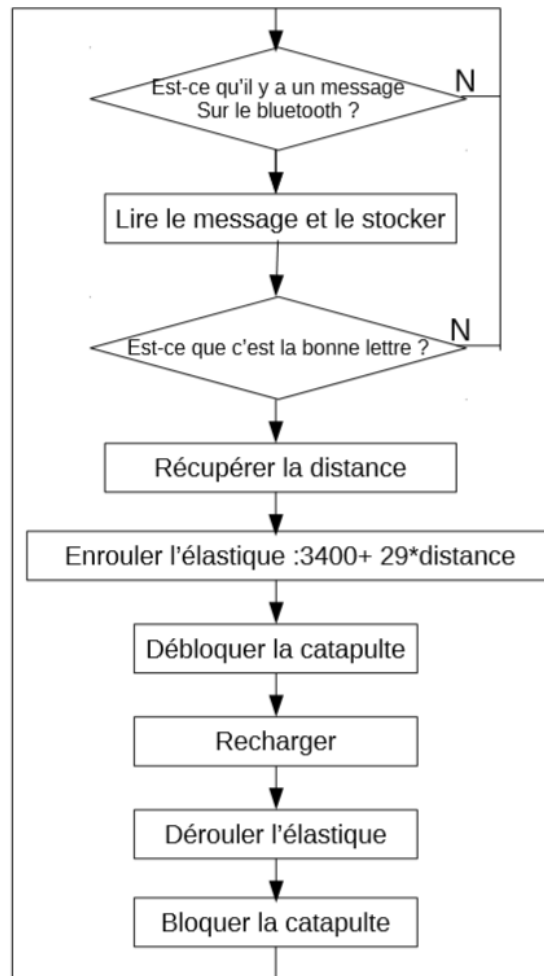 Est-ce qu'il y a un message
Sur le bluetooth ?
N
Lire le message et le stocker
Est-ce que c'est la bonne lettre ?
N
Récupérer la distance
Enrouler l'élastique :3400+ 29*distance
Débloquer la catapulte
Recharger
Dérouler l'élastique
Bloquer la catapulte